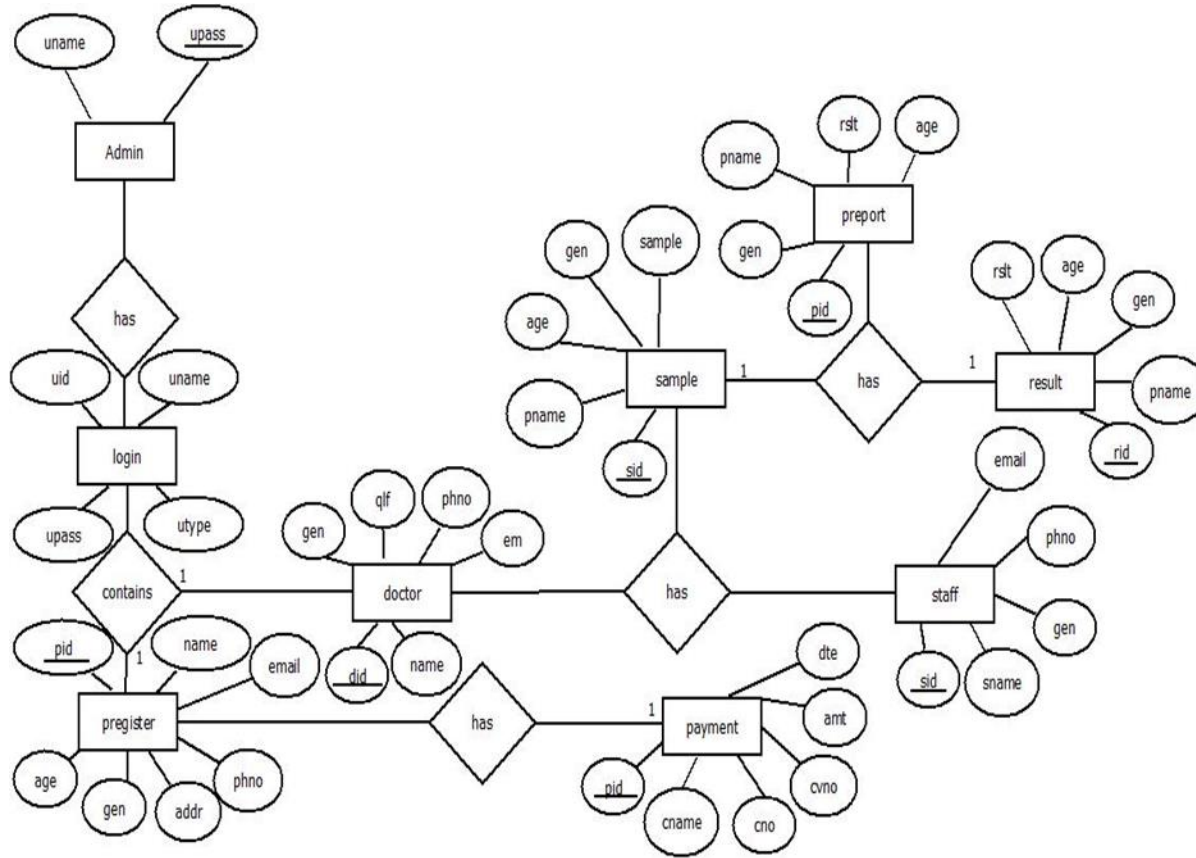 uname
upass
Admin
has
uid
uname
login
upass
utype
contains
1
1
pid
name
email
pregister
age
gen
addr
phno
gen
qlf
phno
em
doctor
did
name
has
1
payment
dte
amt
cvno
cno
cname
pid
gen
sample
age
pname
sample
sid
1
has
pname
rslt
age
preport
gen
pid
has
1
rslt
age
gen
result
pname
rid
email
phno
staff
gen
sid
sname